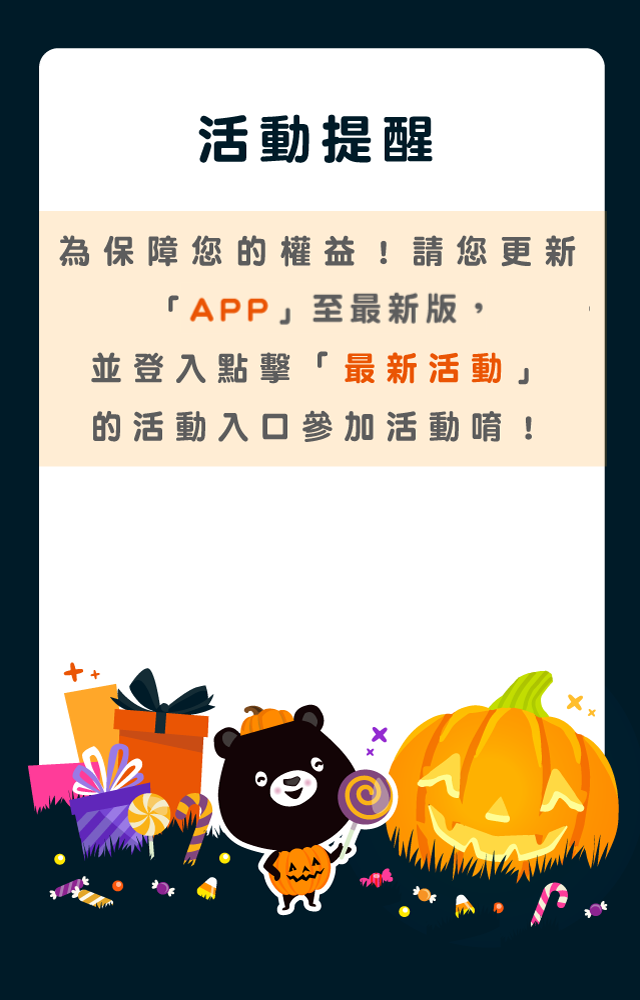 活動提醒
為保障您的權益！請您更新
「APP」至最新版，
並登入點擊「最新活動」
的活動入口參加活動唷！